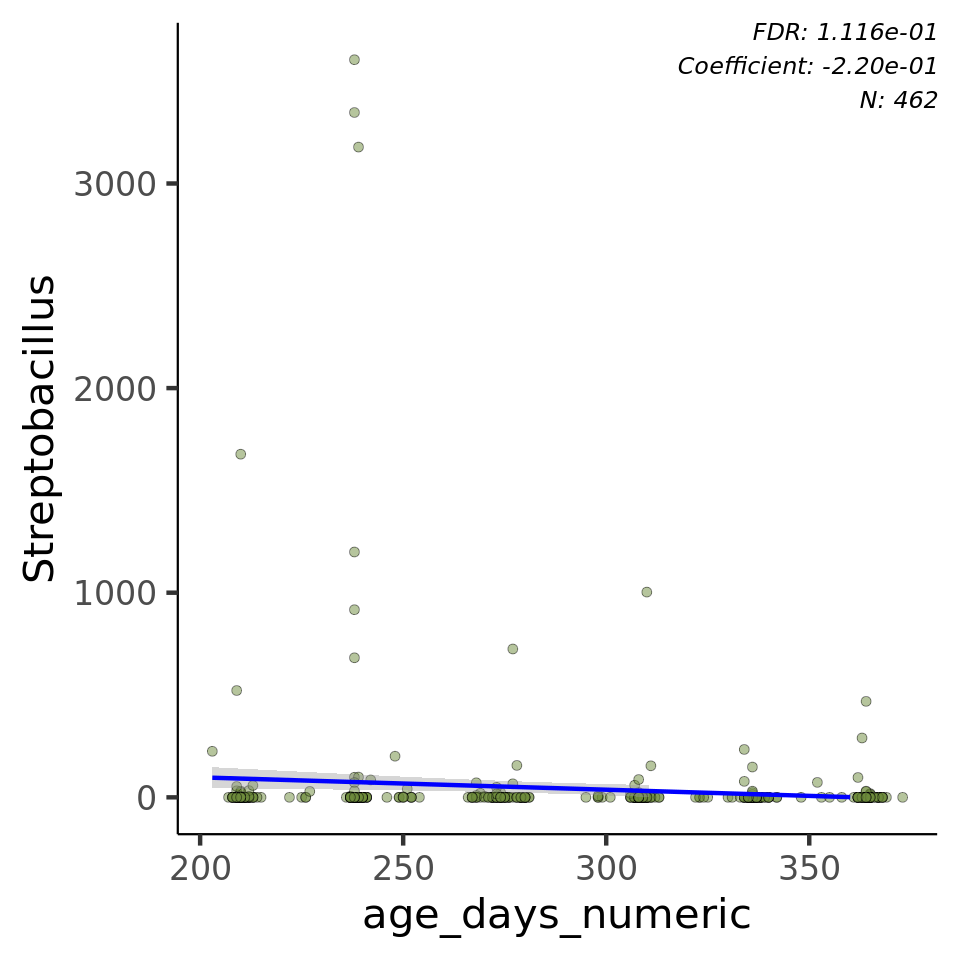 FDR: 1.116e-01
Coefficient: -2.20e-01
N: 462
3000
2000
1000
0
Streptobacillus
200 250 300 350
age_days_numeric